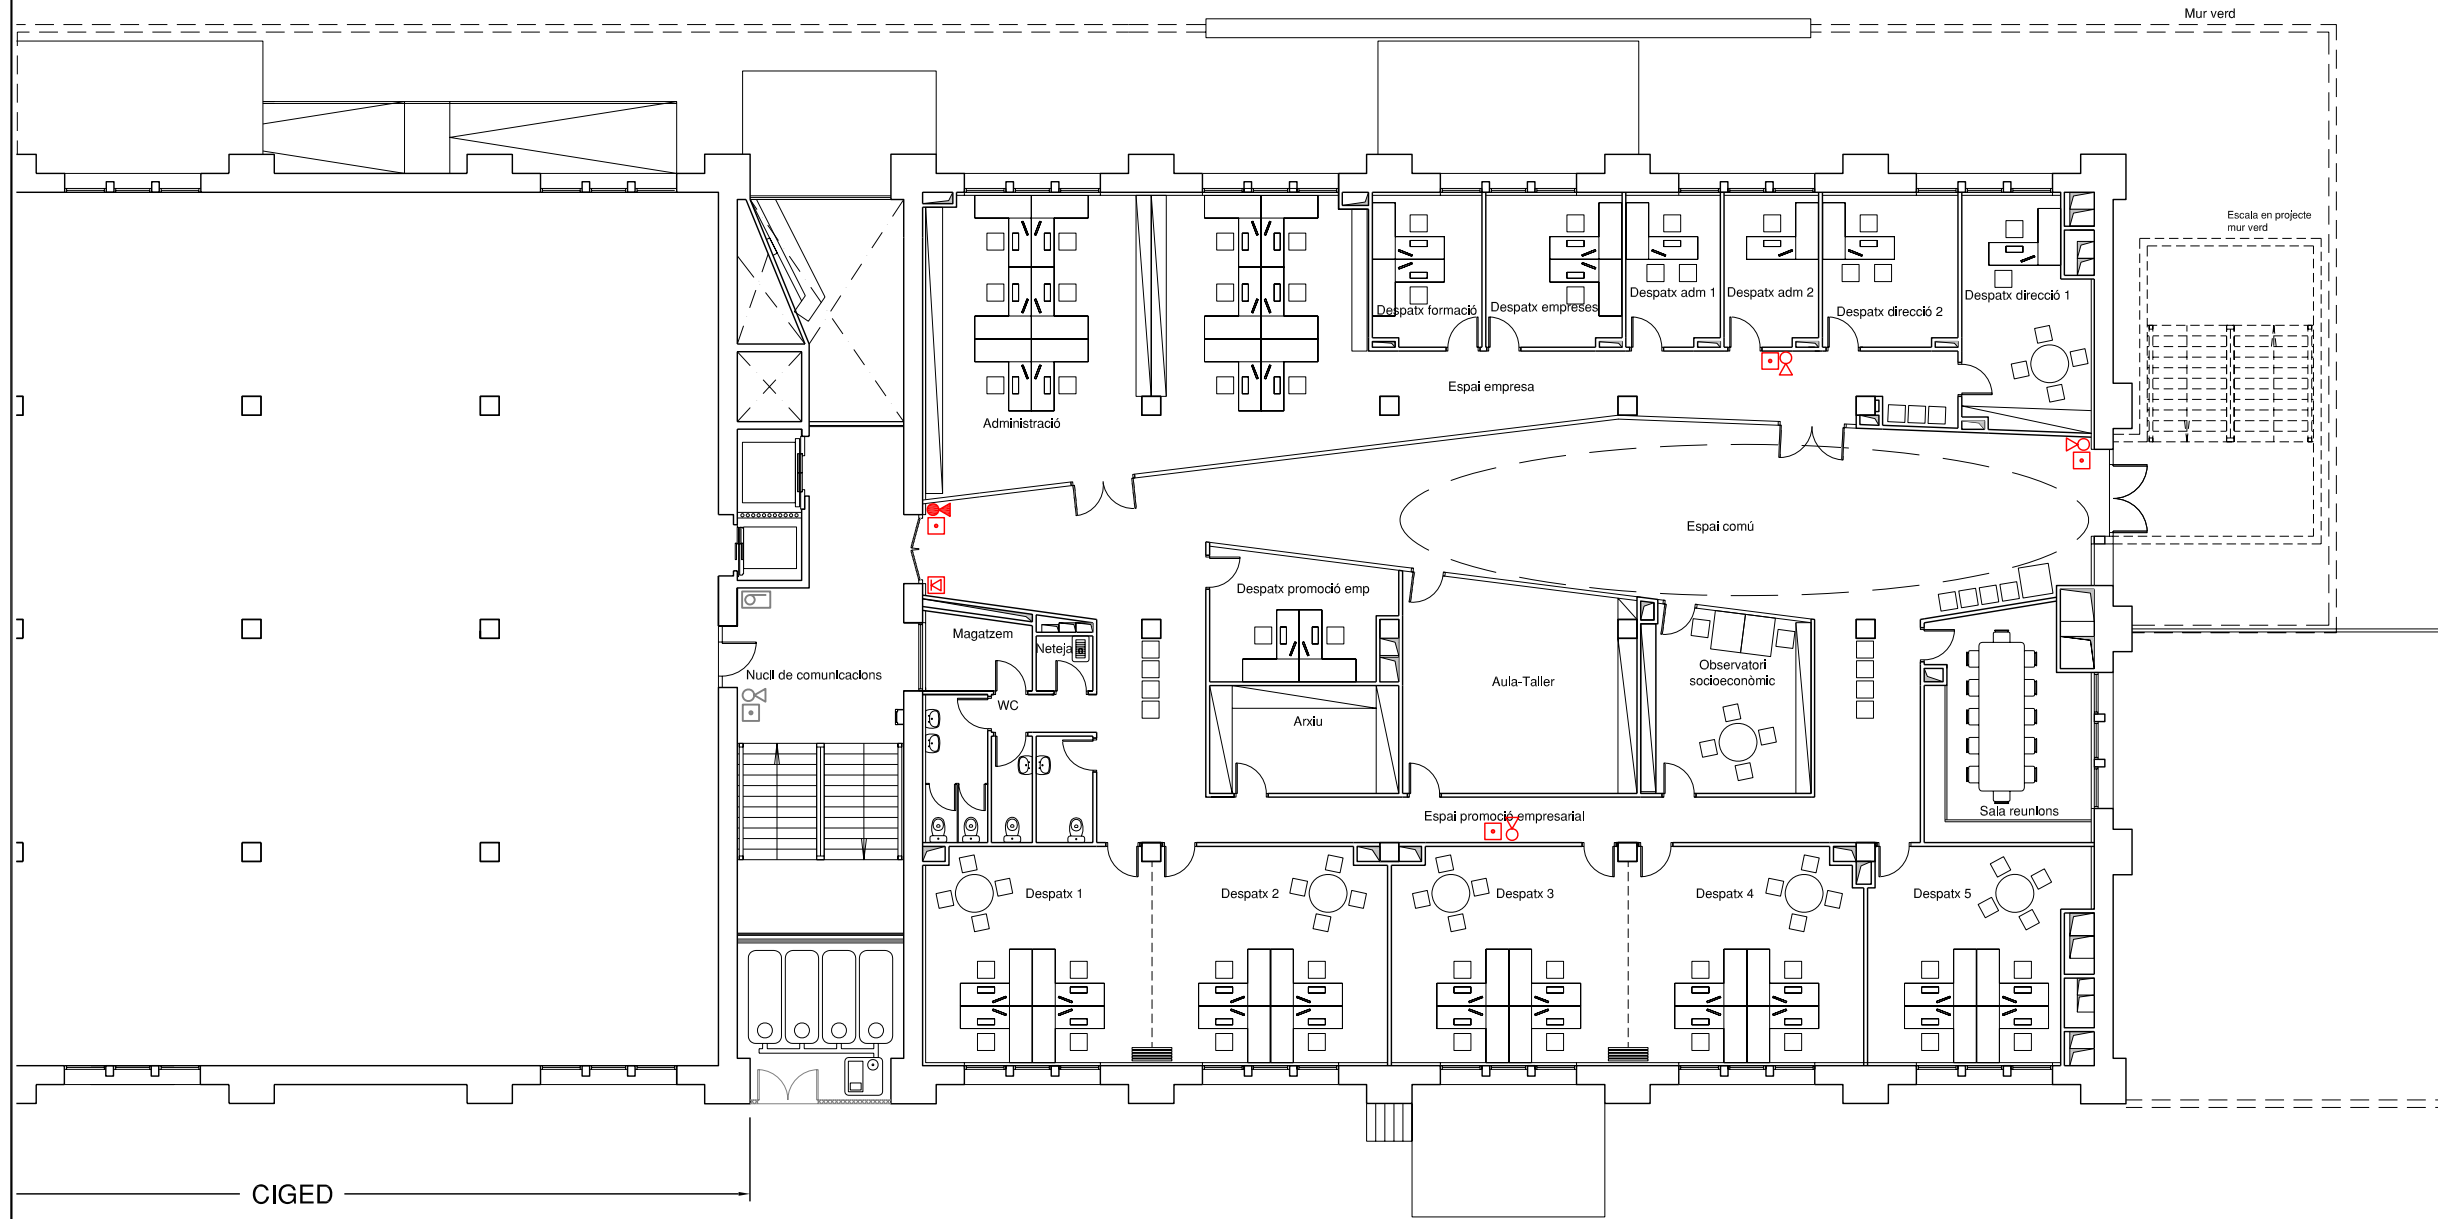 Mur verd
Escala en projecte
mur verd
Despatx formació
Despatx empreses
Despatx adm 1
Despatx adm 2
Despatx direcció 2
Despatx direcció 1
Espai empresa
Administració
Espai comú
Despatx promoció emp
Magatzem
Neteja
Nucli de comunicacions
WC
Arxiu
Aula-Taller
Observatori
socioeconòmic
Sala reunions
Espai promoció empresarial
Despatx 1
Despatx 2
Despatx 3
Despatx 4
Despatx 5
CIGED